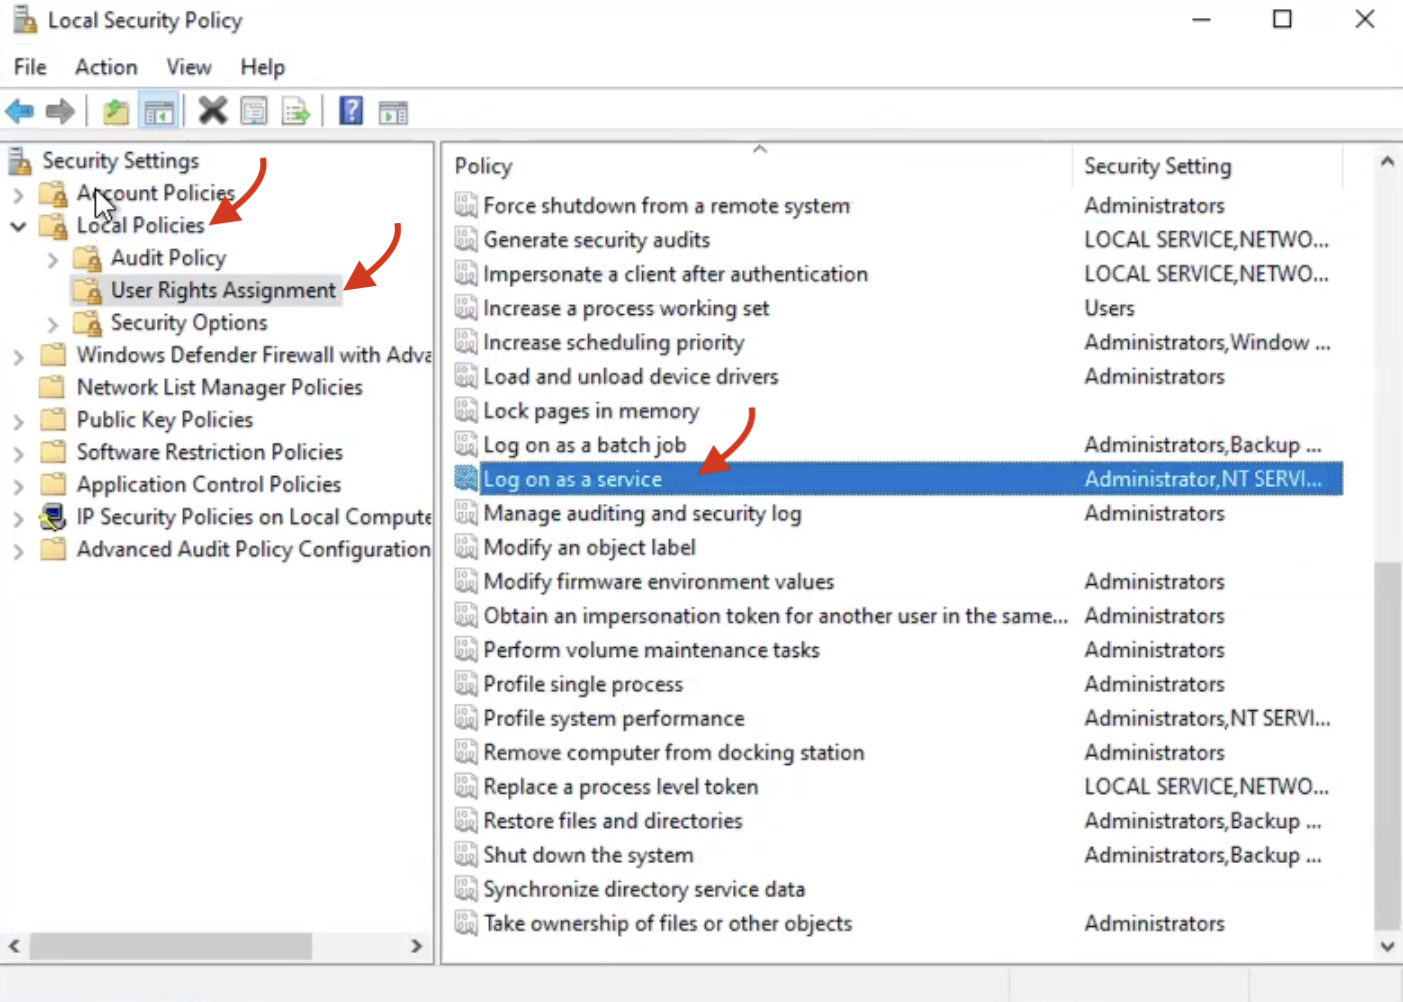 Local Security Policy
File Action View Help
Security Settings
Account Policies
Local Policies
Audit Policy
User Rights Assignment
Security Options
Windows Defender Firewall with Adva
Network List Manager Policies
Public Key Policies
Software Restriction Policies
Application Control Policies
IP Security Policies on Local Compute
Advanced Audit Policy Configuration
Policy Security Setting
Force shutdown from a remote system Administrators
Generate security audits LOCAL SERVICE,NETWO...
Impersonate a client after authentication LOCAL SERVICE,NETWO...
Increase a process working set Users
Increase scheduling priority Administrators,Window ...
Load and unload device drivers Administrators
Lock pages in memory
Log on as a batch job Administrators,Backup ...
Log on as a service Administrator,NT SERVI...
Manage auditing and security log Administrators
Modify an object label
Modify firmware environment values Administrators
Obtain an impersonation token for another user in the same... Administrators
Perform volume maintenance tasks Administrators
Profile single process Administrators
Profile system performance Administrators,NT SERVI...
Remove computer from docking station Administrators
Replace a process level token LOCAL SERVICE,NETWO...
Restore files and directories Administrators,Backup ...
Shut down the system Administrators,Backup ...
Synchronize directory service data
Take ownership of files or other objects Administrators